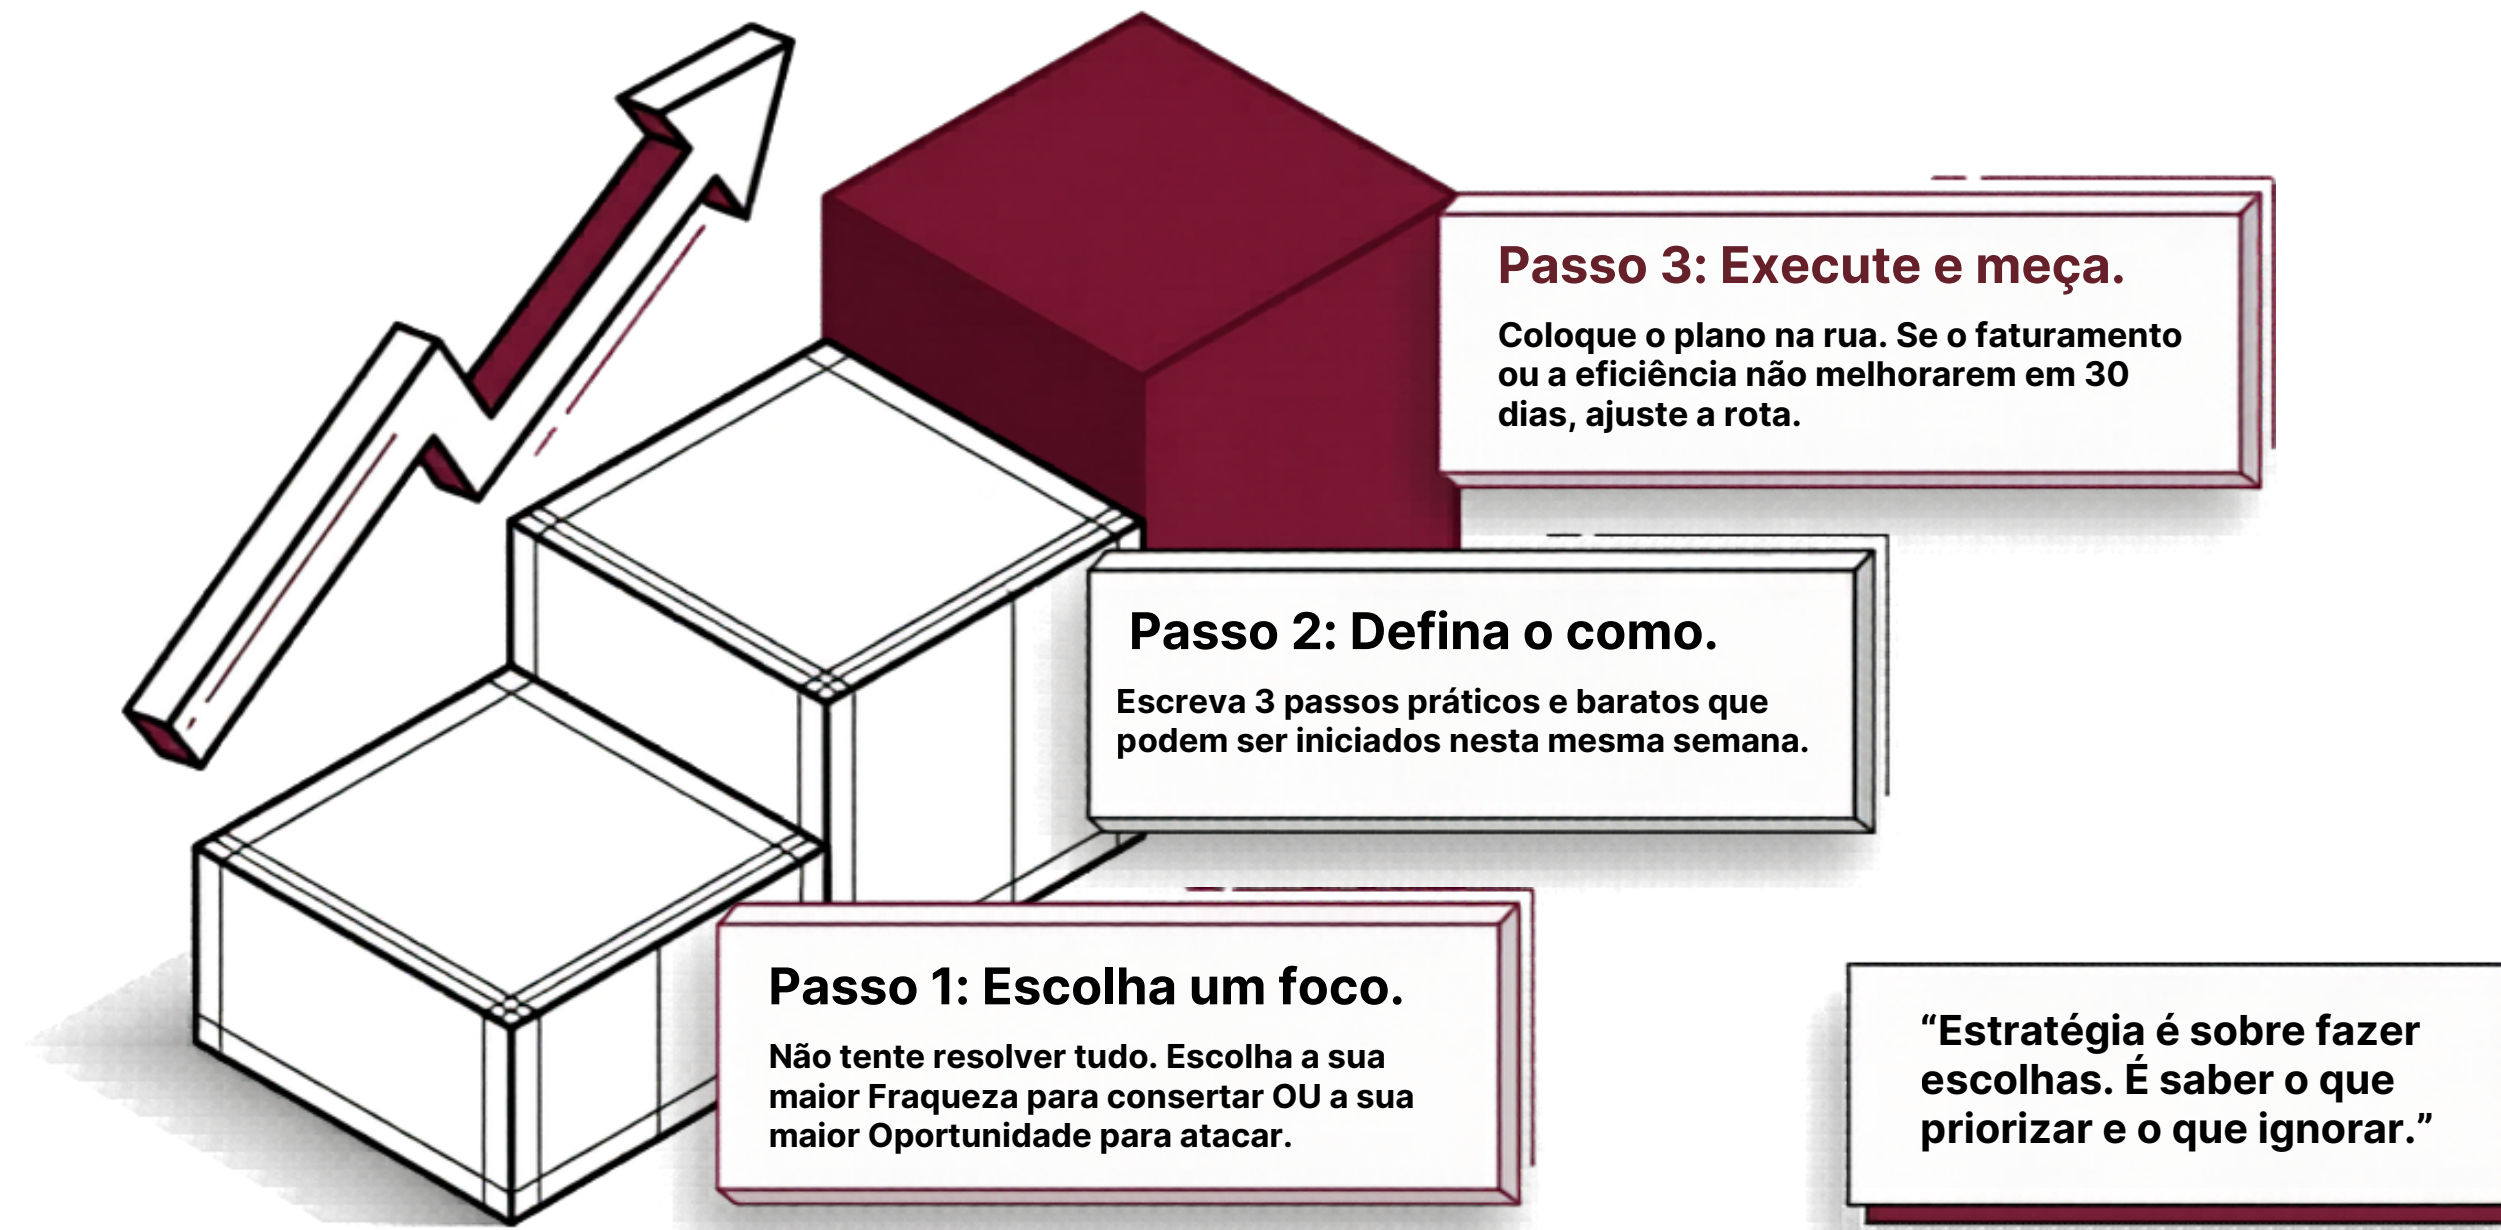 Passo 3: Execute e meça.
Coloque o plano na rua. Se o faturamento
ou a eficiência não melhorarem em 30
dias, ajuste a rota.
Passo 2: Defina o como.
Escreva 3 passos práticos e baratos que
podem ser iniciados nesta mesma semana.
Passo 1: Escolha um foco.
Não tente resolver tudo. Escolha a sua
maior Fraqueza para consertar OU a sua
maior Oportunidade para atacar.
“Estratégia é sobre fazer
escolhas. É saber o que
priorizar e o que ignorar.”